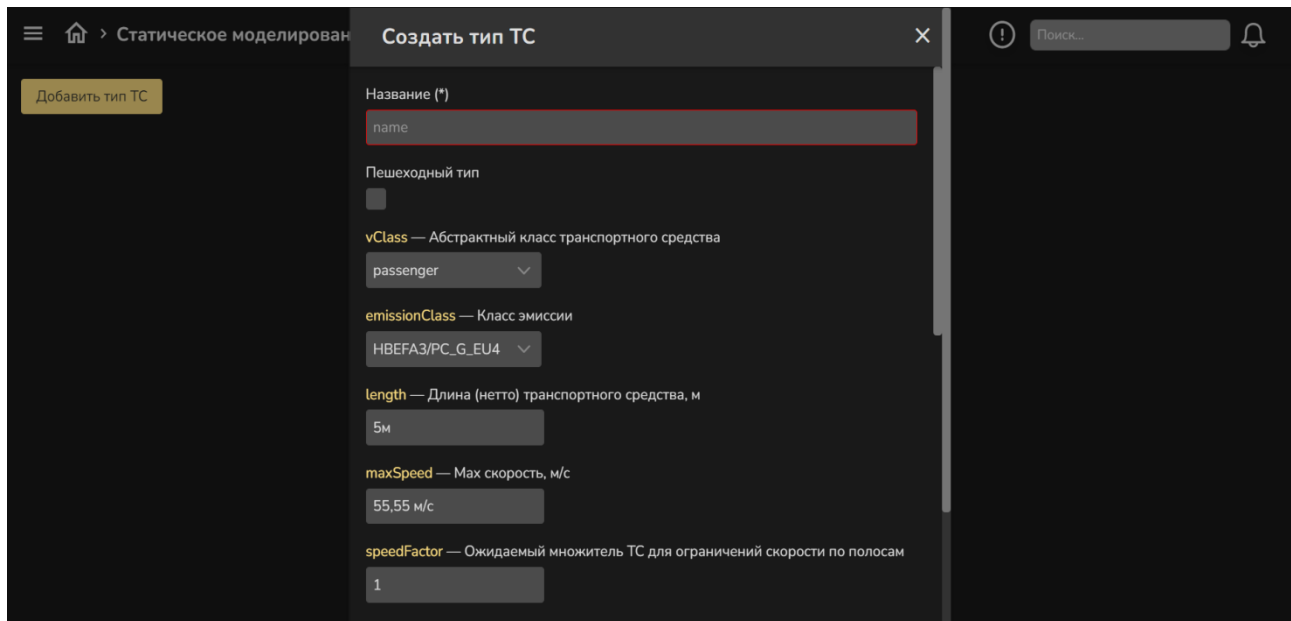 > Статическое моделирован
Создать тип ТС
Поиск...
Добавить тип ТС
Название (*)
name
Пешеходный тип
vClass — Абстрактный класс транспортного средства
passenger
emissionClass — Класс эмиссии
HBEFA3/PC_G_EU4
length — Длина (нетто) транспортного средства, м
5м
maxSpeed — Max скорость, м/с
55,55 м/с
speedFactor — Ожидаемый множитель ТС для ограничений скорости по полосам
1